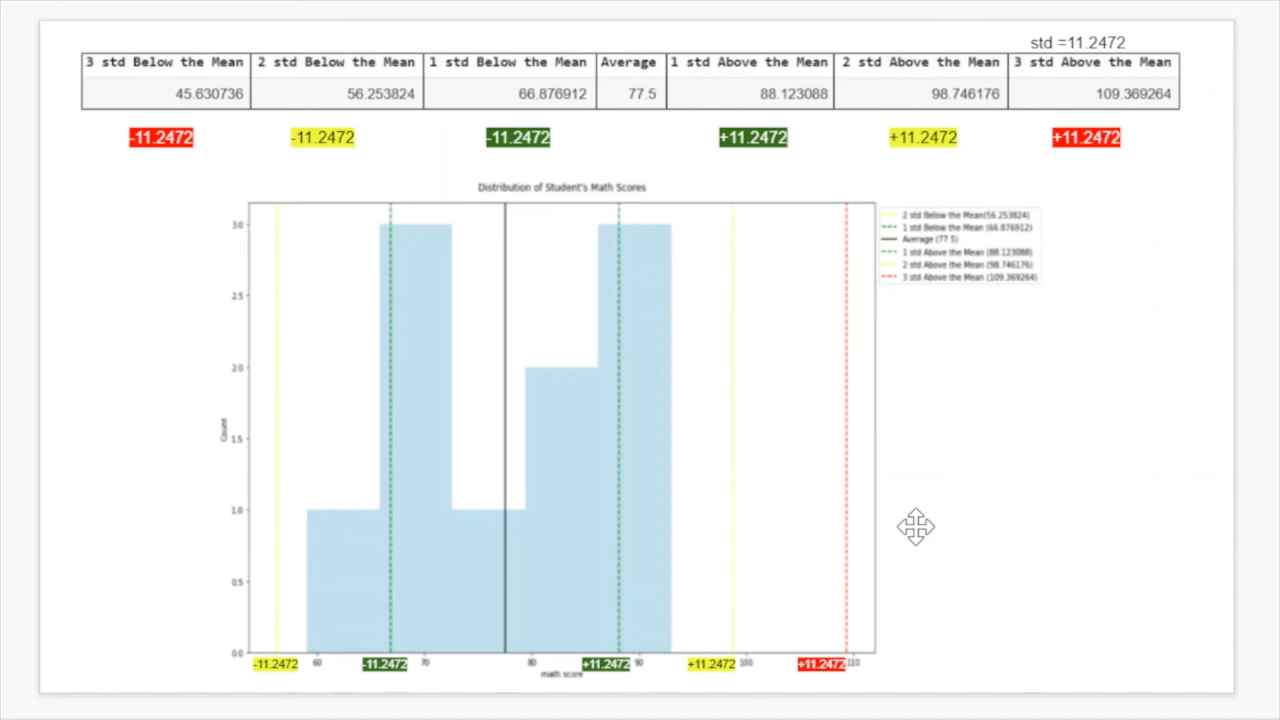 std =11.2472
3 std Below the Mean 2 std Below the Mean 1 std Below the Mean Average 1 std Above the Mean 2 std Above the Mean 3 std Above the Mean
45.630736 56.253824 66.876912 77.5 88.123088 98.746176 109.369264
-11.2472 -11.2472 -11.2472 +11.2472 +11.2472 +11.2472
Distribution of Student's Math Scores
2 std Below the Mean(56.253824)
1 std Below the Mean (66.876912)
Average (77.5)
1 std Above the Mean (88.123088)
2 std Above the Mean (98.746176)
3 std Above the Mean (109.369264)
3.0
2.5
2.0
1.5
1.0
0.5
0.0
Count
-11.2472 60 -11.2472 70 80 +11.2472 90 +11.2472 100 +11.2472 110
math score